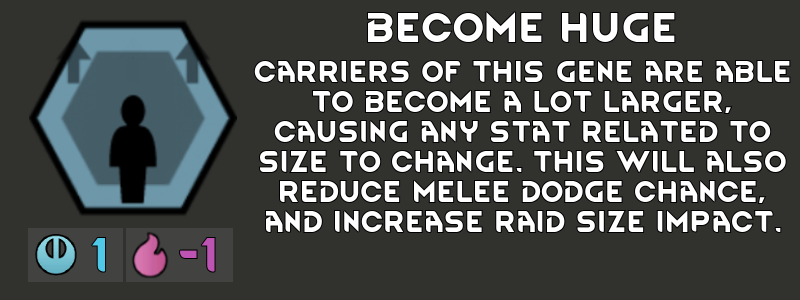 BECOME HUGE
CARRIERS OF THIS GENE ARE ABLE
TO BECOME A LOT LARGER,
CAUSING ANY STAT RELATED TO
SIZE TO CHANGE. THIS WILL ALSO
REDUCE MELEE DODGE CHANCE,
AND INCREASE RAID SIZE IMPACT.
1 -1